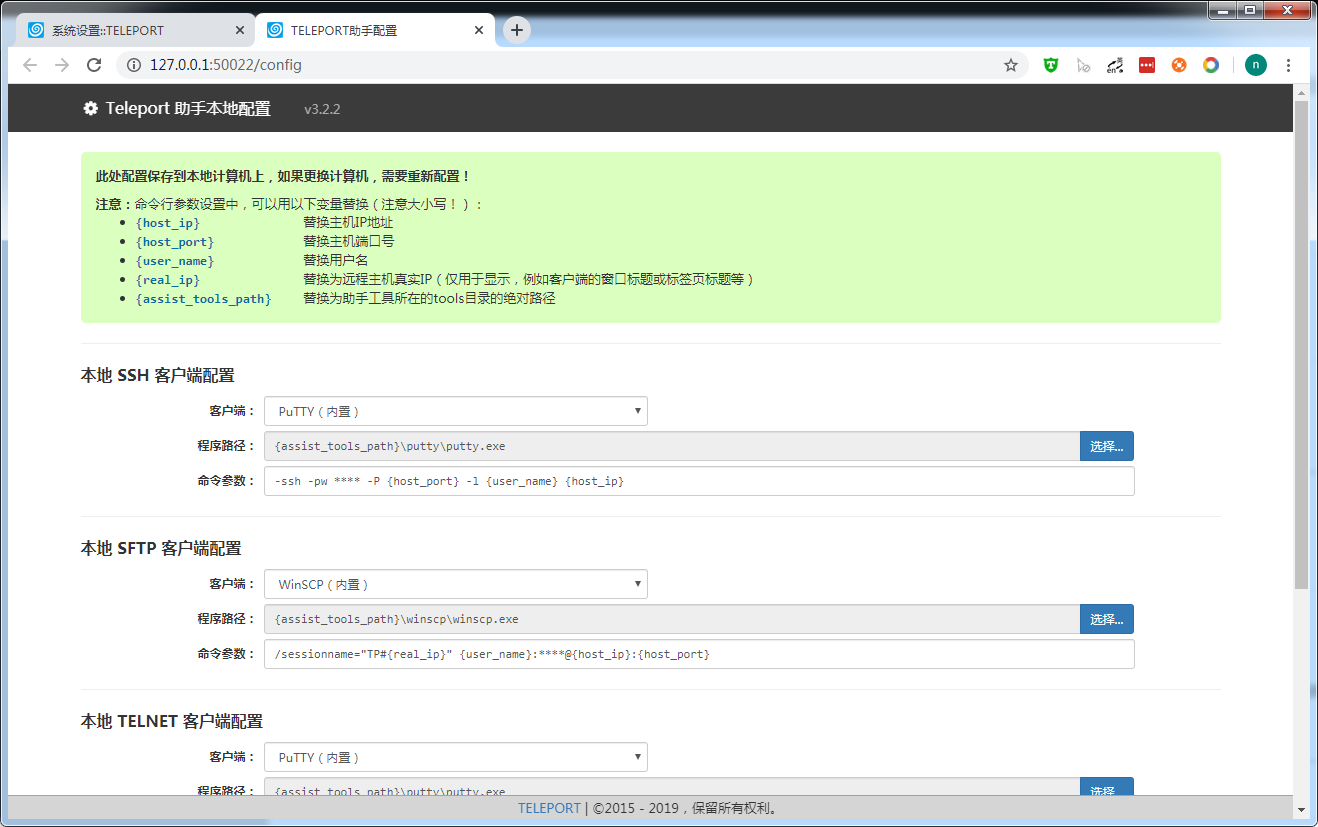 系统设置::TELEPORT
TELEPORT助手配置
127.0.0.1:50022/config
en
英
n
Teleport 助手本地配置 v3.2.2
此处配置保存到本地计算机上，如果更换计算机，需要重新配置！
注意：命令行参数设置中，可以用以下变量替换（注意大小写！）：
{host_ip} 替换主机IP地址
{host_port} 替换主机端口号
{user_name} 替换用户名
{real_ip} 替换为远程主机真实IP（仅用于显示，例如客户端的窗口标题或标签页标题等）
{assist_tools_path} 替换为助手工具所在的tools目录的绝对路径
本地 SSH 客户端配置
客户端： PuTTY（内置）
程序路径： {assist_tools_path}\putty\putty.exe 选择...
命令参数： -ssh -pw **** -P {host_port} -l {user_name} {host_ip}
本地 SFTP 客户端配置
客户端： WinSCP（内置）
程序路径： {assist_tools_path}\winscp\winscp.exe 选择...
命令参数： /sessionname="TP#{real_ip}" {user_name}:****@{host_ip}:{host_port}
本地 TELNET 客户端配置
客户端： PuTTY（内置）
程序路径： {assist_tools_path}\putty\putty.exe 选择...
TELEPORT | ©2015 - 2019，保留所有权利。